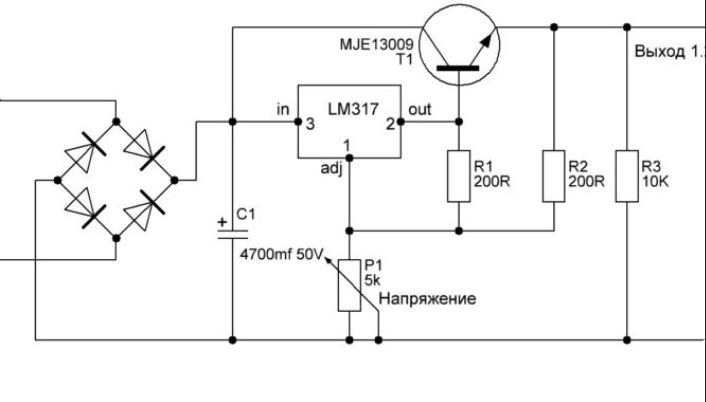 MJE13009
T1
Выход 1.
in
LM317
out
3
2
1
adj
R1
200R
R2
200R
R3
10K
+
C1
4700mf 50V
P1
5k
Напряжение